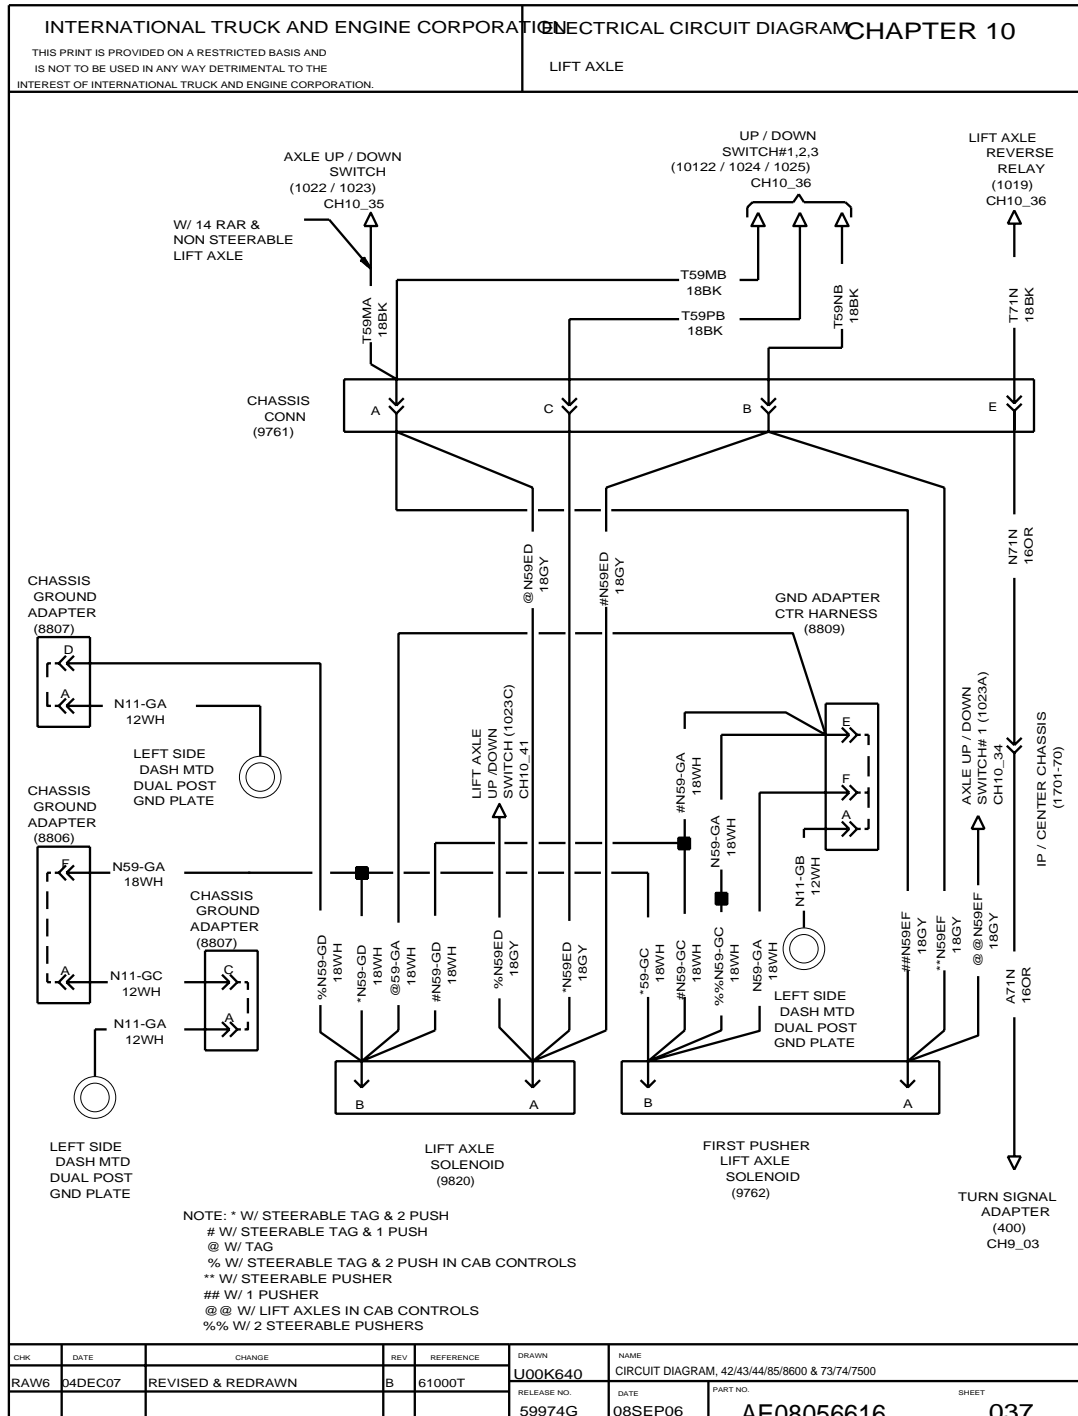 INTERNATIONAL TRUCK AND ENGINE CORPORATION
THIS PRINT IS PROVIDED ON A RESTRICTED BASIS AND
IS NOT TO BE USED IN ANY WAY DETRIMENTAL TO THE
INTEREST OF INTERNATIONAL TRUCK AND ENGINE CORPORATION.
ELECTRICAL CIRCUIT DIAGRAM
CHAPTER 10
LIFT AXLE
AXLE UP / DOWN
SWITCH
(1022 / 1023)
CH10_35
W/ 14 RAR &
NON STEERABLE
LIFT AXLE
UP / DOWN
SWITCH#1,2,3
(10122 / 1024 / 1025)
CH10_36
LIFT AXLE
REVERSE
RELAY
(1019)
CH10_36
T59MA
18BK
T59MB
18BK
T59PB
18BK
T59NB
18BK
T71N
18BK
CHASSIS
CONN
(9761)
A
C
B
E
@N59ED
18GY
#N59ED
18GY
N71N
16OR
CHASSIS
GROUND
ADAPTER
(8807)
D
A
N11-GA
12WH
LEFT SIDE
DASH MTD
DUAL POST
GND PLATE
GND ADAPTER
CTR HARNESS
(8809)
E
F
A
LIFT AXLE
UP /DOWN
SWITCH (1023C)
CH10_41
#N59-GA
18WH
N59-GA
18WH
N11-GB
12WH
AXLE UP / DOWN
SWITCH# 1 (1023A)
CH10_34
IP / CENTER CHASSIS
(1701-70)
CHASSIS
GROUND
ADAPTER
(8806)
F
A
N59-GA
18WH
CHASSIS
GROUND
ADAPTER
(8807)
C
A
N11-GC
12WH
N11-GA
12WH
LEFT SIDE
DASH MTD
DUAL POST
GND PLATE
%N59-GD
18WH
*N59-GD
18WH
@59-GA
18WH
#N59-GD
18WH
%N59ED
18GY
*N59ED
18GY
*59-GC
18WH
#N59-GC
18WH
%%N59-GC
18WH
N59-GA
18WH
LEFT SIDE
DASH MTD
DUAL POST
GND PLATE
##N59EF
18GY
**N59EF
18GY
@@N59EF
18GY
A71N
16OR
B
A
B
A
LIFT AXLE
SOLENOID
(9820)
FIRST PUSHER
LIFT AXLE
SOLENOID
(9762)
TURN SIGNAL
ADAPTER
(400)
CH9_03
NOTE: * W/ STEERABLE TAG & 2 PUSH
# W/ STEERABLE TAG & 1 PUSH
@ W/ TAG
% W/ STEERABLE TAG & 2 PUSH IN CAB CONTROLS
** W/ STEERABLE PUSHER
## W/ 1 PUSHER
@@ W/ LIFT AXLES IN CAB CONTROLS
%% W/ 2 STEERABLE PUSHERS
CHK DATE CHANGE REV REFERENCE
RAW6 04DEC07 REVISED & REDRAWN B 61000T
DRAWN
U00K640
NAME
CIRCUIT DIAGRAM, 42/43/44/85/8600 & 73/74/7500
RELEASE NO.
59974G
DATE
08SEP06
PART NO.
AE08056616
SHEET
037